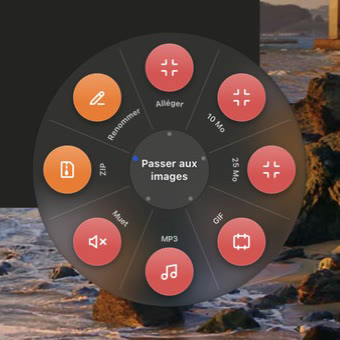 Alléger
10 Mo
25 Mo
GIF
MP3
Muet
ZIP
Renommer
Passer aux
images